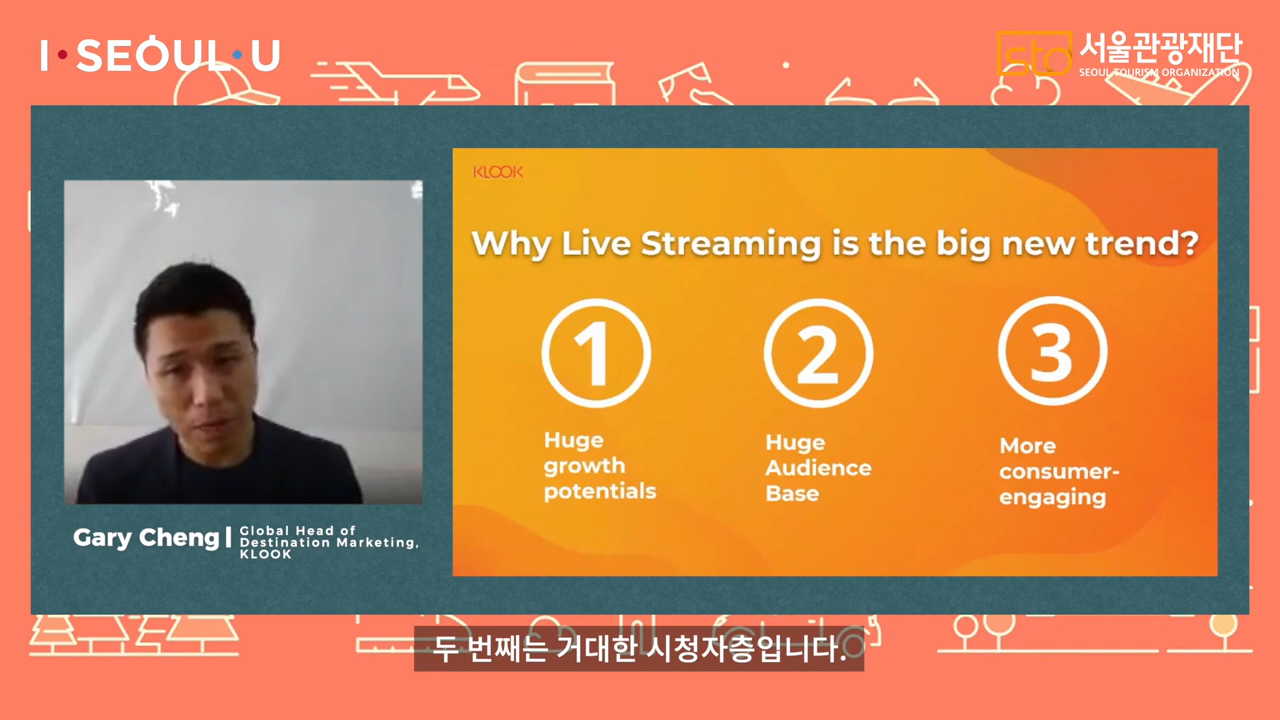 I·SEOUL·U
sto 서울관광재단
SEOUL TOURISM ORGANIZATION
KLOOK
Why Live Streaming is the big new trend?
1
Huge
growth
potentials
2
Huge
Audience
Base
3
More
consumer-
engaging
Gary Cheng
Global Head of
Destination Marketing,
KLOOK
두 번째는 거대한 시청자층입니다.